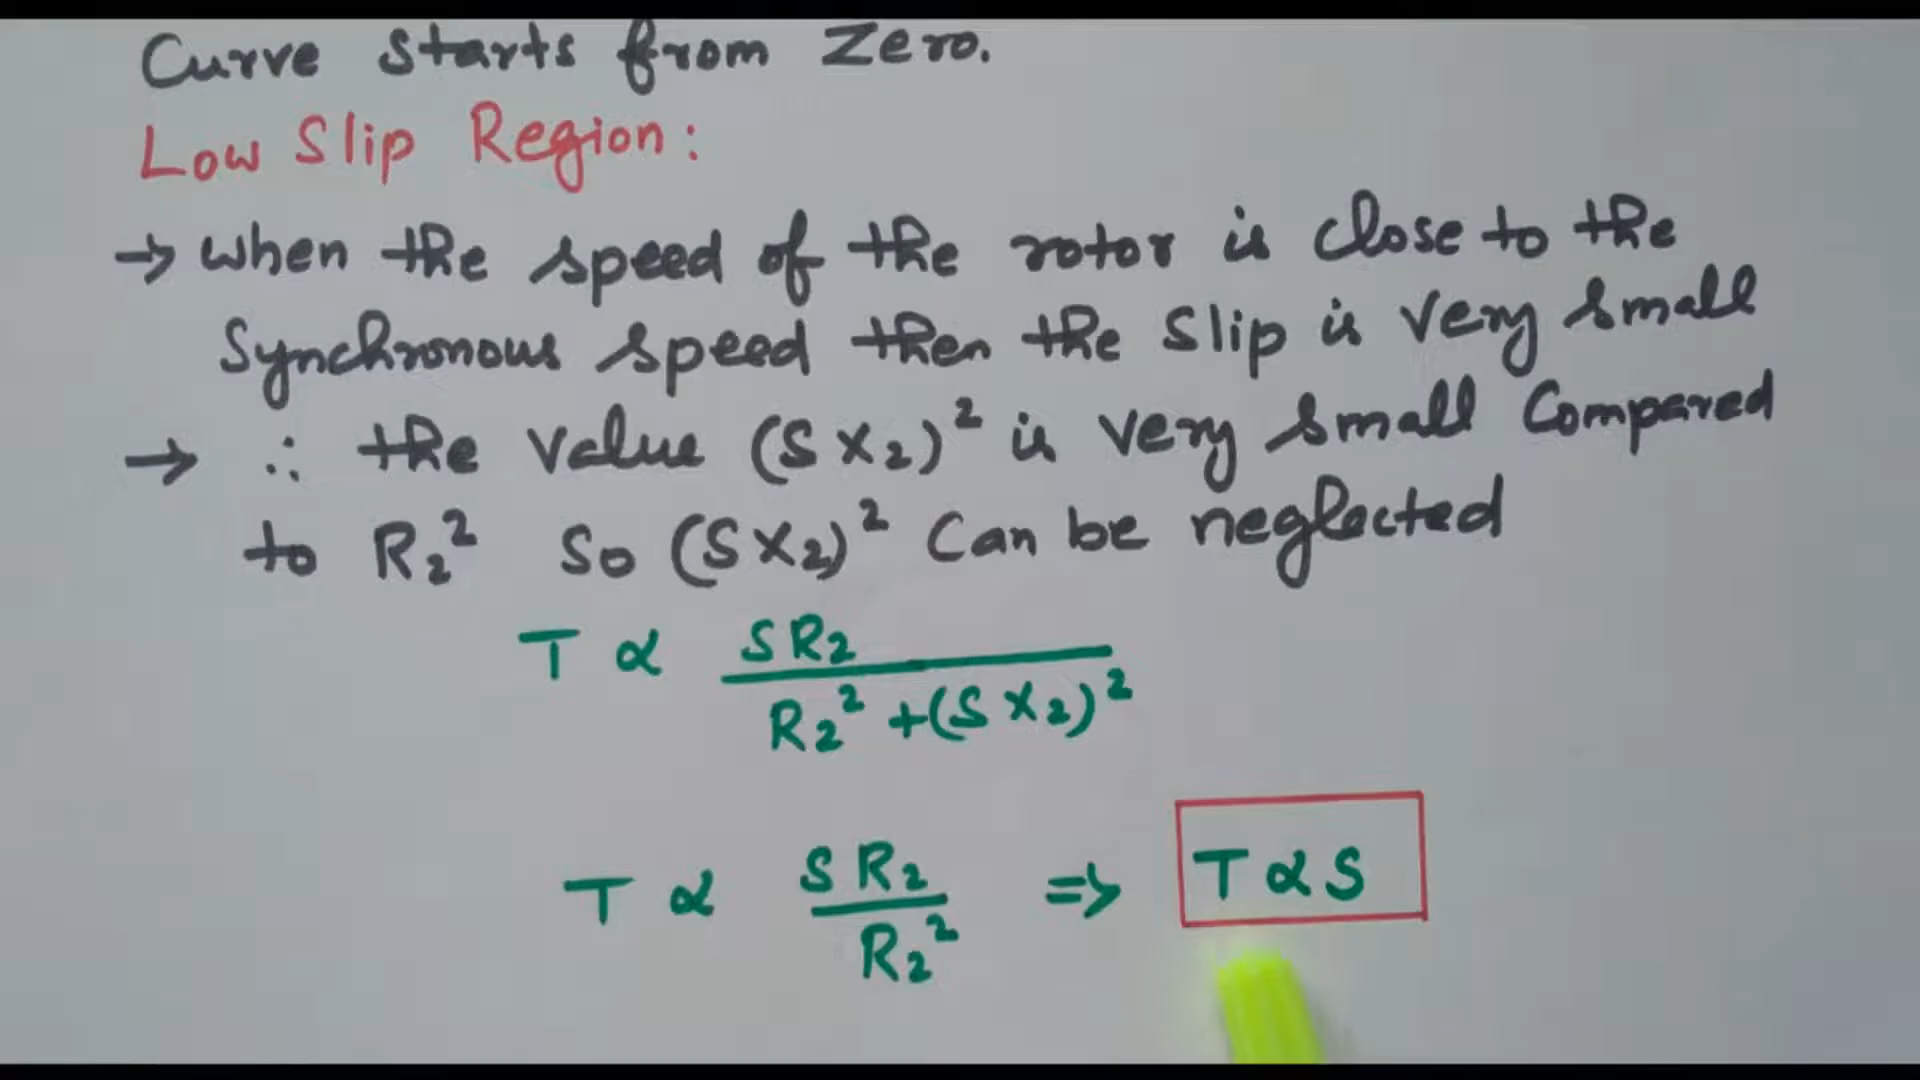 Curve starts from Zero.
Low Slip Region:
→ when the speed of the rotor is close to the
Synchronous speed then the slip is very small
→ ∴ the value (S X₂)² is very small compared
to R₂² So (S X₂)² can be neglected
T ∝ SR₂ / R₂² + (S X₂)²
T ∝ S R₂ / R₂² ⇒ T ∝ S